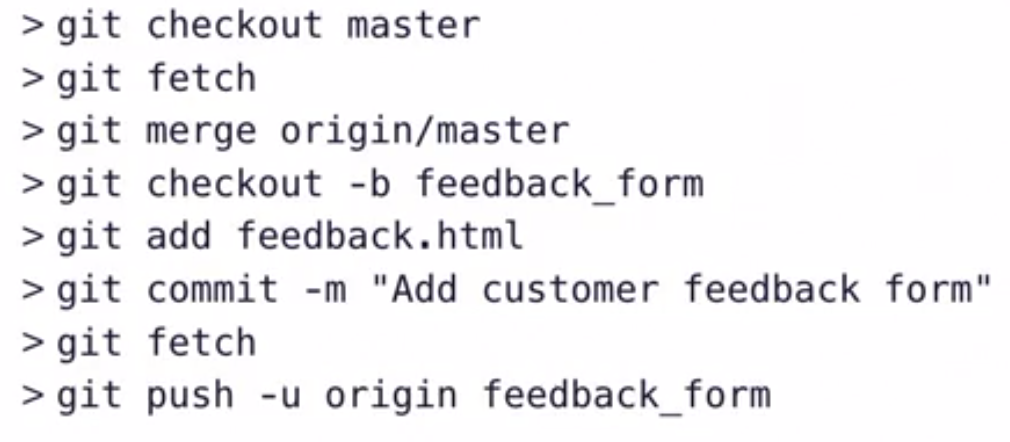 > git checkout master
> git fetch
> git merge origin/master
> git checkout -b feedback_form
> git add feedback.html
> git commit -m "Add customer feedback form"
> git fetch
> git push -u origin feedback_form